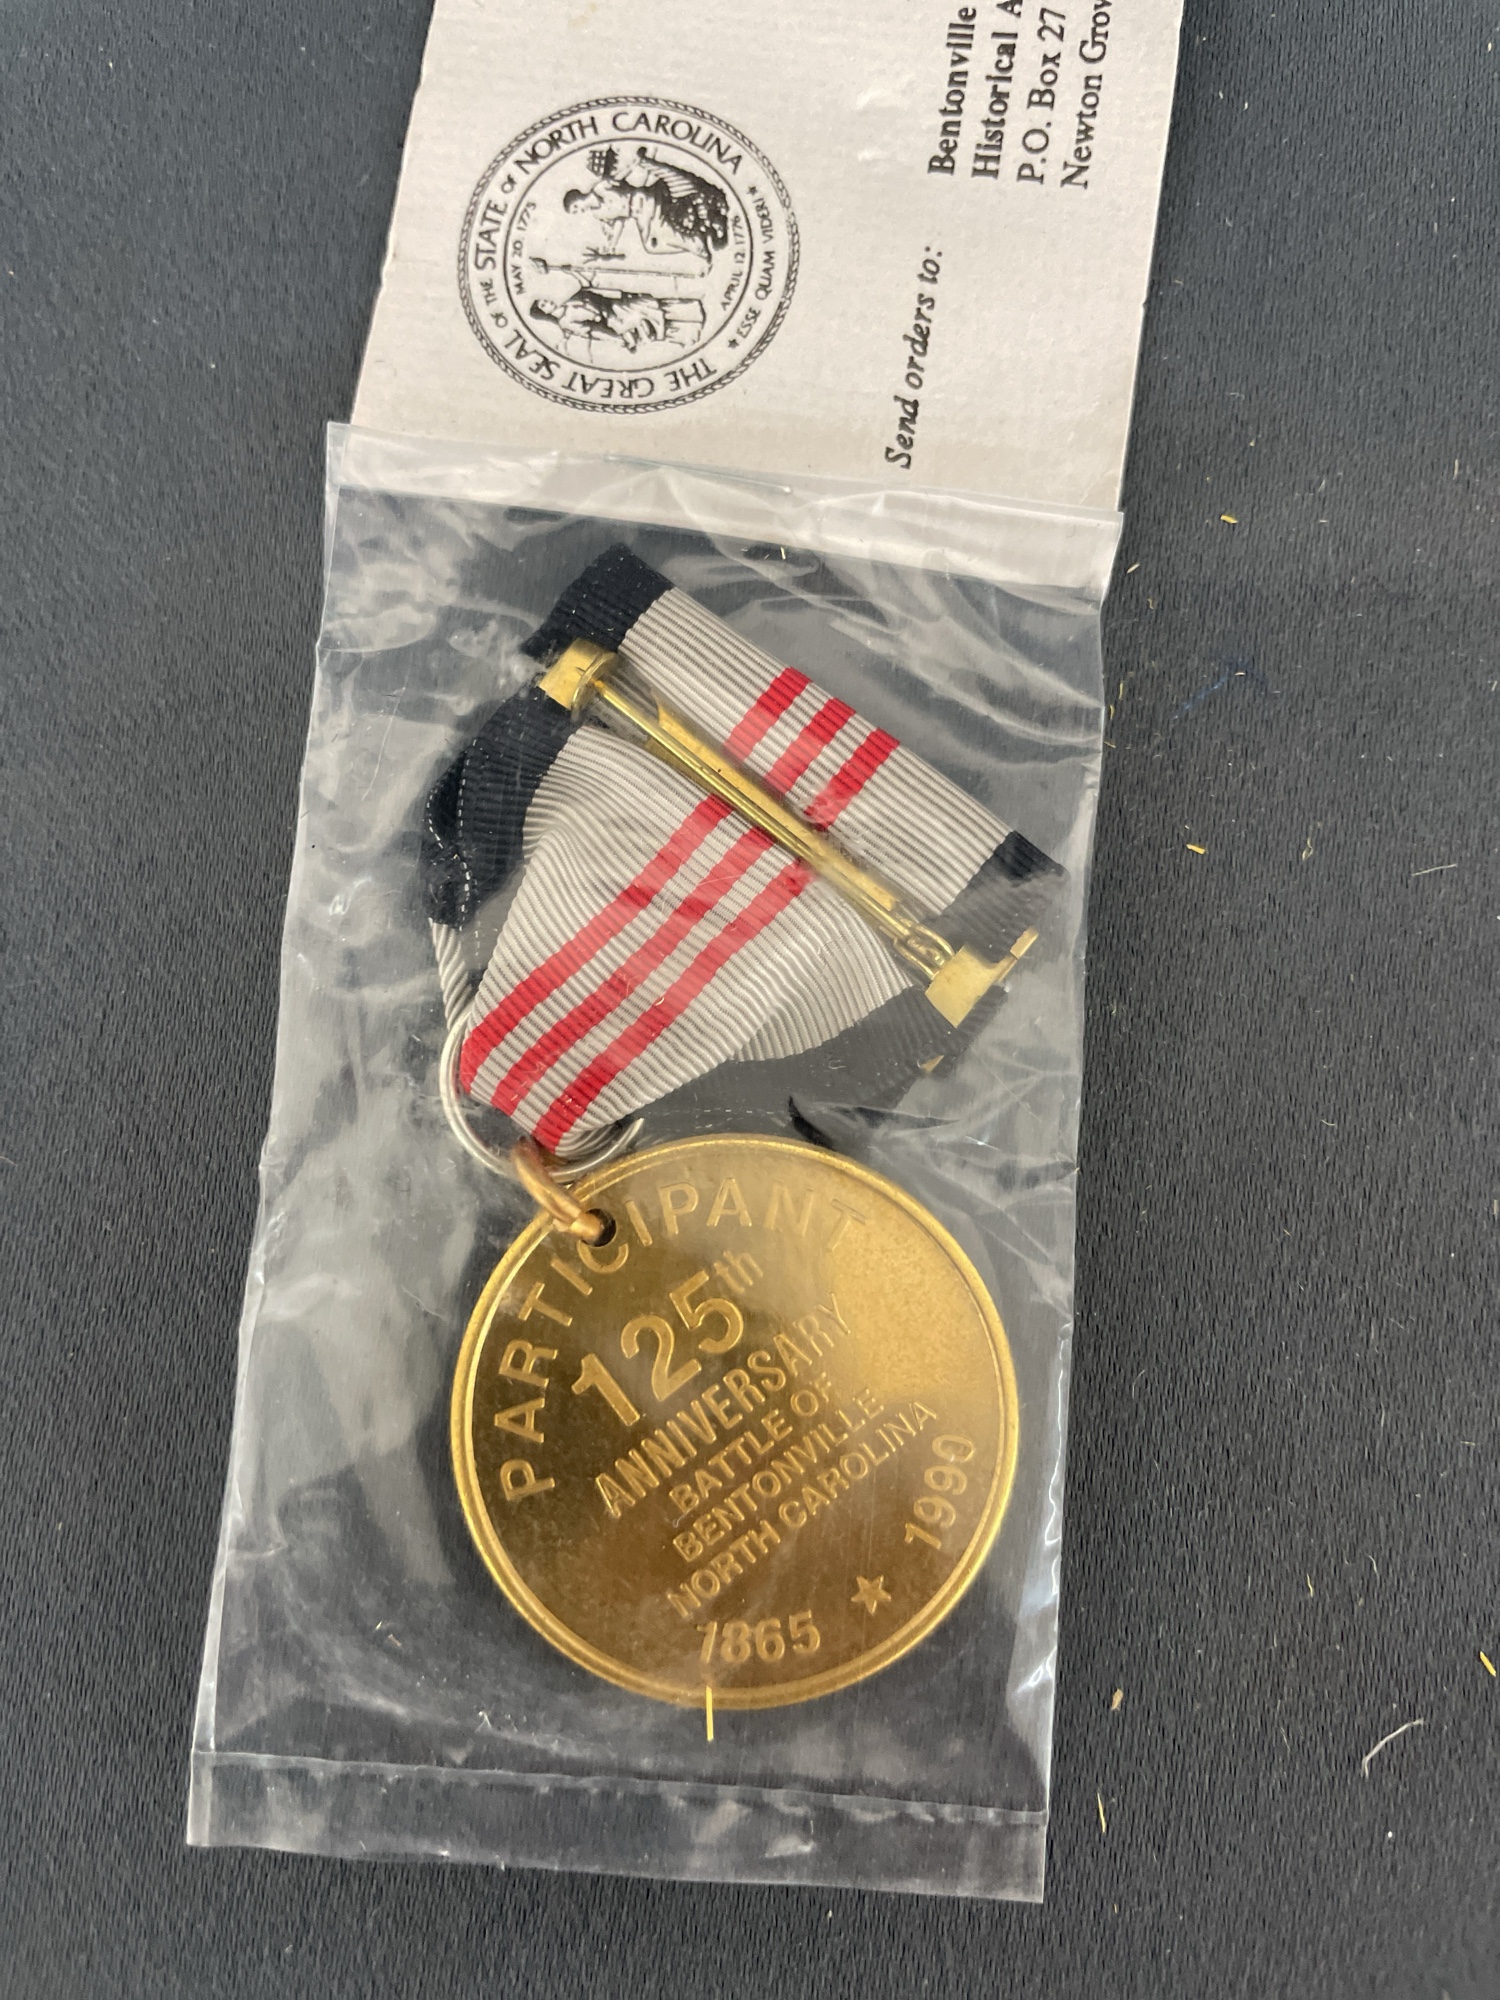 THE GREAT SEAL OF THE STATE OF NORTH CAROLINA
★ ESSE QUAM VIDERI ★
MAY 20, 1775
APRIL 12, 1776
Send orders to:
Bentonville
Historical A
P.O. Box 27
Newton Grov
PARTICIPANT
125th
ANNIVERSARY
BATTLE OF
BENTONVILLE
NORTH CAROLINA
1865 ★ 1990